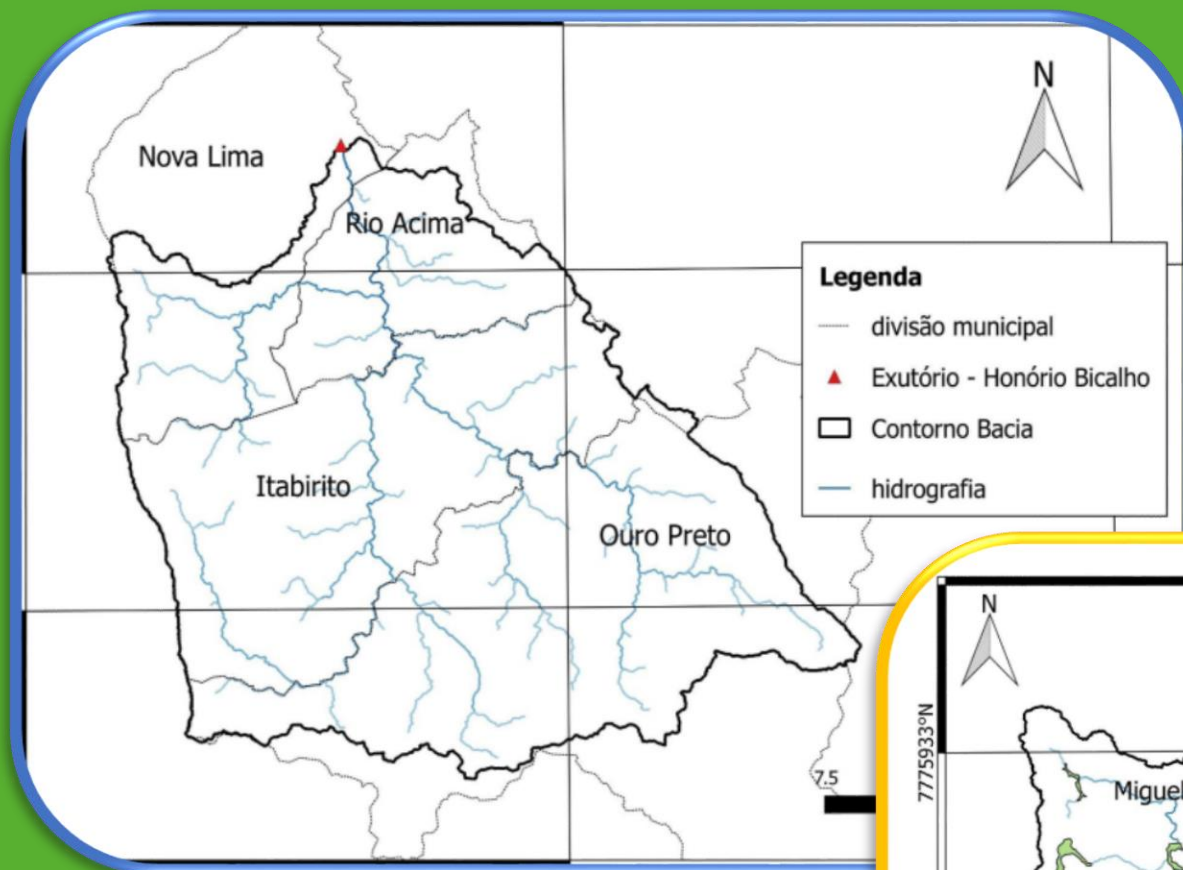 N
Nova Lima
Rio Acima
Legenda
divisão municipal
Exutório - Honório Bicalho
Contorno Bacia
hidrografia
Itabirito
Ouro Preto
7.5
N
7775933°N
Miguel